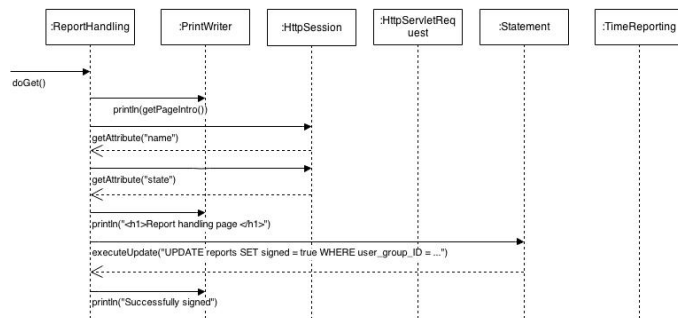 :ReportHandling
:PrintWriter
:HttpSession
:HttpServletReq
uest
:Statement
:TimeReporting
doGet()
println(getPageIntro())
getAttribute("name")
getAttribute("state")
println("<h1>Report handling page </h1>")
executeUpdate("UPDATE reports SET signed = true WHERE user_group_ID = ...")
println("Successfully signed")